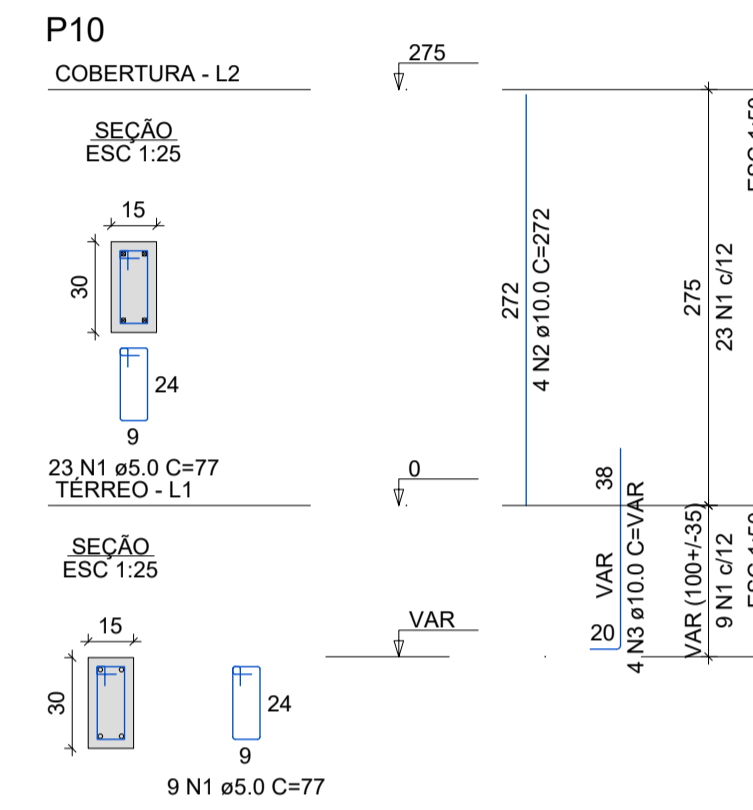 P10
COBERTURA - L2
275
SEÇÃO
ESC 1:25
15
30
24
9
23 N1 ø5.0 C=77
272
4 N2 ø10.0 C=272
275
23 N1 c/12
TÉRREO - L1
0
SEÇÃO
ESC 1:25
15
30
24
9
9 N1 ø5.0 C=77
VAR
38
VAR
20
4 N3 ø10.0 C=VAR
VAR (100+/-35)
9 N1 c/12